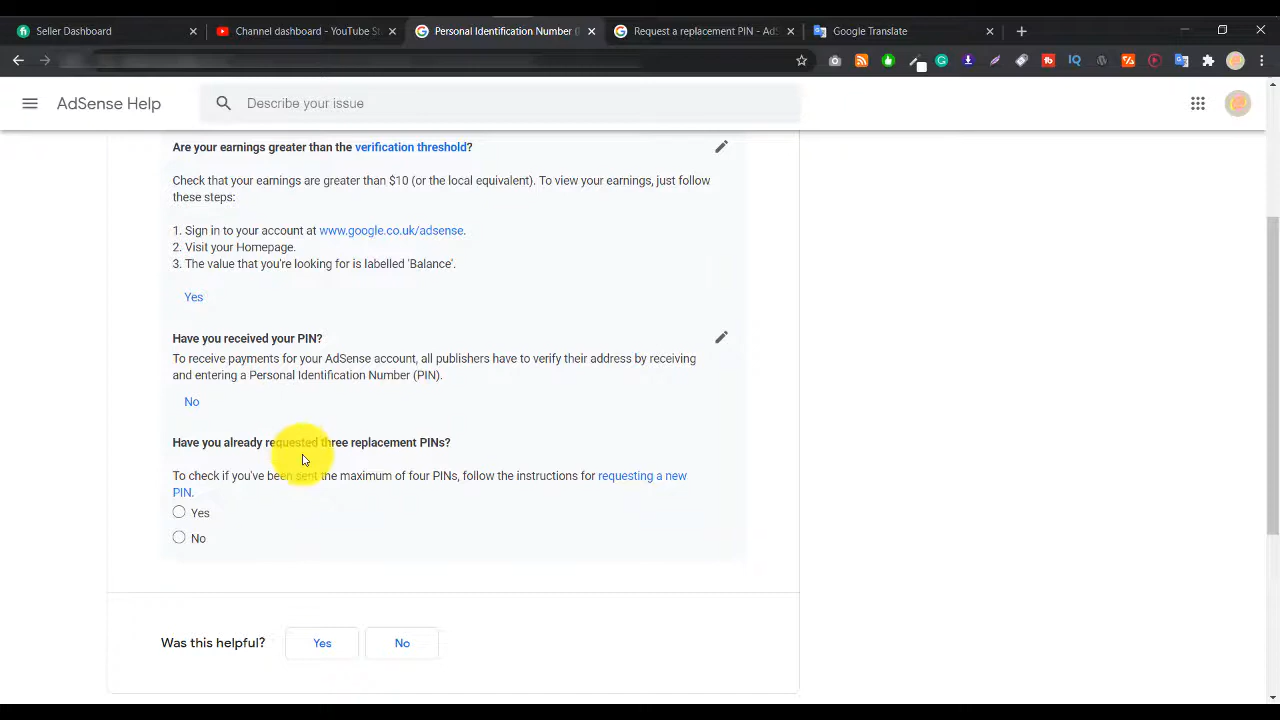 Seller Dashboard
Channel dashboard - YouTube St
Personal Identification Number (
Request a replacement PIN - AdS
Google Translate
AdSense Help
Describe your issue
Are your earnings greater than the verification threshold?
Check that your earnings are greater than $10 (or the local equivalent). To view your earnings, just follow
these steps:
1. Sign in to your account at www.google.co.uk/adsense.
2. Visit your Homepage.
3. The value that you're looking for is labelled 'Balance'.
Yes
Have you received your PIN?
To receive payments for your AdSense account, all publishers have to verify their address by receiving
and entering a Personal Identification Number (PIN).
No
Have you already requested three replacement PINs?
To check if you've been sent the maximum of four PINs, follow the instructions for requesting a new
PIN.
Yes
No
Was this helpful?
Yes
No